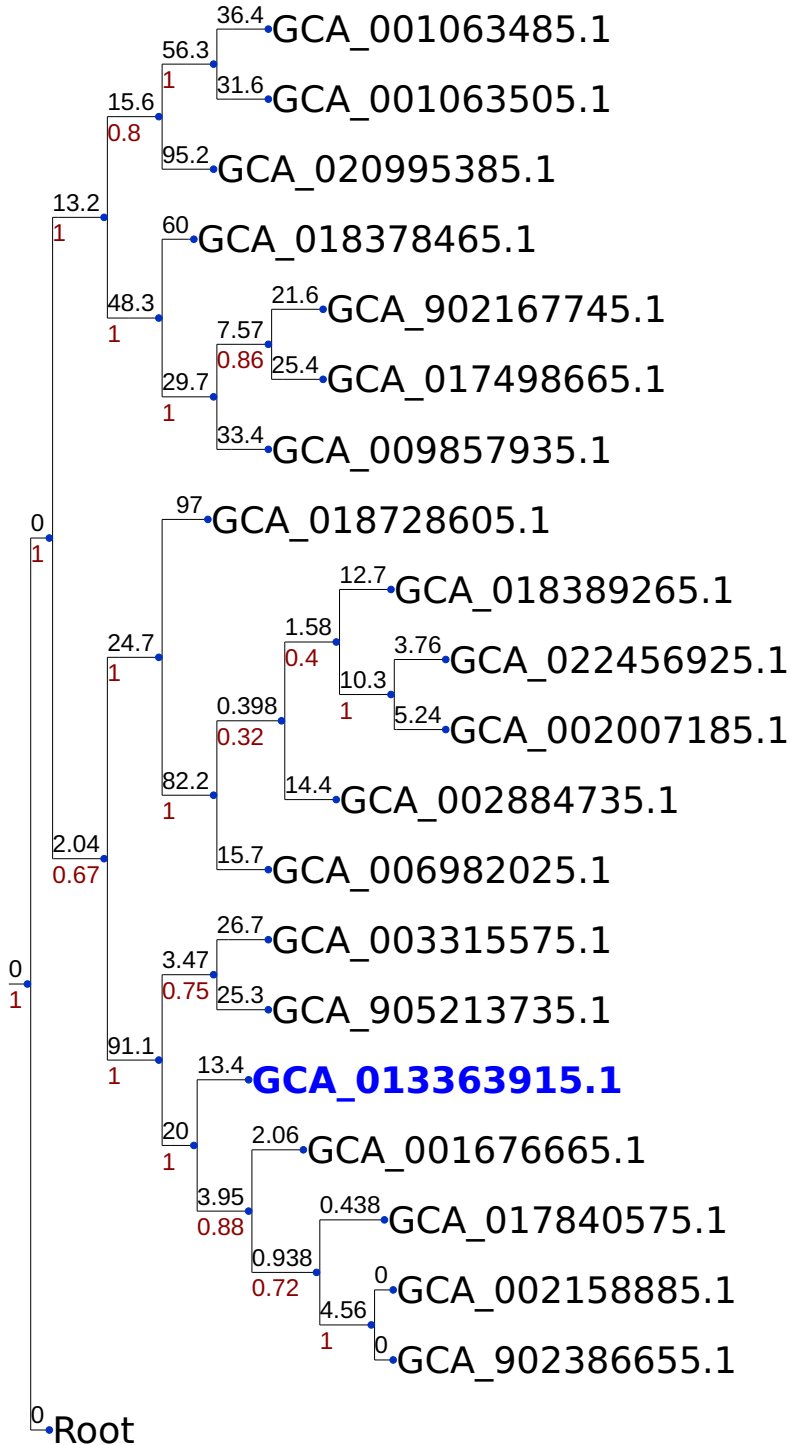 36.4
GCA_001063485.1
56.3
1
31.6
GCA_001063505.1
15.6
0.8
95.2
GCA_020995385.1
13.2
1
60
GCA_018378465.1
48.3
1
21.6
GCA_902167745.1
7.57
0.86
25.4
GCA_017498665.1
29.7
1
33.4
GCA_009857935.1
0
1
97
GCA_018728605.1
12.7
GCA_018389265.1
1.58
0.4
24.7
1
3.76
GCA_022456925.1
10.3
1
0.398
0.32
5.24
GCA_002007185.1
82.2
1
14.4
GCA_002884735.1
2.04
0.67
15.7
GCA_006982025.1
26.7
GCA_003315575.1
3.47
0.75
0
1
25.3
GCA_905213735.1
91.1
1
13.4
GCA_013363915.1
20
1
2.06
GCA_001676665.1
3.95
0.88
0.438
GCA_017840575.1
0.938
0.72
0
GCA_002158885.1
4.56
1
0
GCA_902386655.1
0
Root